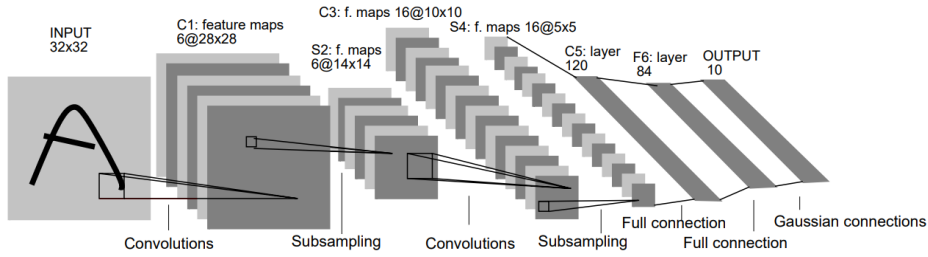 INPUT
32x32
C1: feature maps
6@28x28
S2: f. maps
6@14x14
C3: f. maps 16@10x10
S4: f. maps 16@5x5
C5: layer
120
F6: layer
84
OUTPUT
10
Convolutions
Subsampling
Convolutions
Subsampling
Full connection
Full connection
Gaussian connections